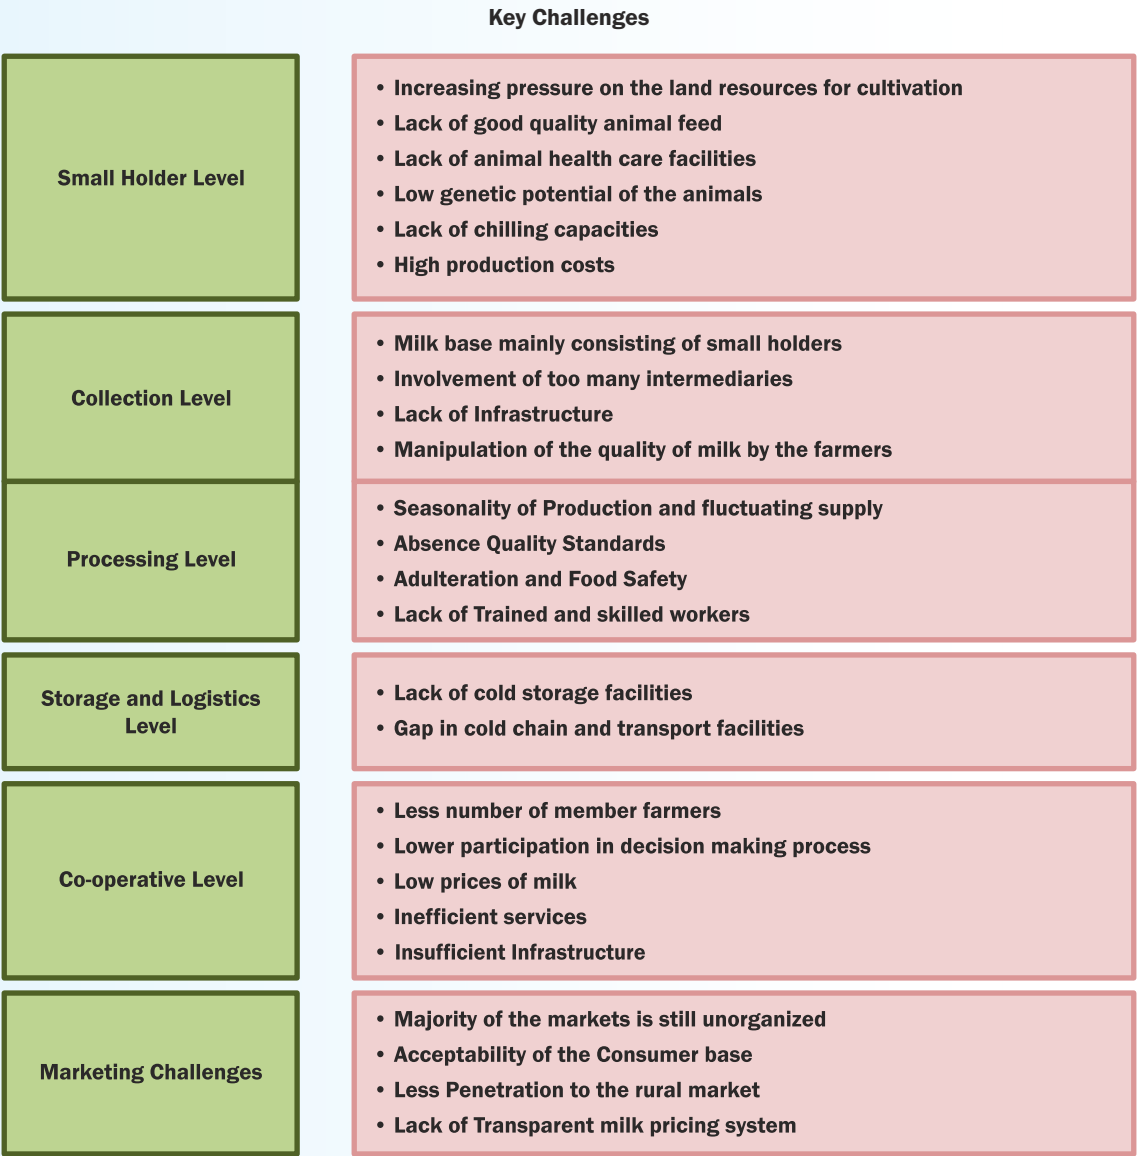 Key Challenges
Small Holder Level
• Increasing pressure on the land resources for cultivation
• Lack of good quality animal feed
• Lack of animal health care facilities
• Low genetic potential of the animals
• Lack of chilling capacities
• High production costs
Collection Level
• Milk base mainly consisting of small holders
• Involvement of too many intermediaries
• Lack of Infrastructure
• Manipulation of the quality of milk by the farmers
Processing Level
• Seasonality of Production and fluctuating supply
• Absence Quality Standards
• Adulteration and Food Safety
• Lack of Trained and skilled workers
Storage and Logistics
Level
• Lack of cold storage facilities
• Gap in cold chain and transport facilities
Co-operative Level
• Less number of member farmers
• Lower participation in decision making process
• Low prices of milk
• Inefficient services
• Insufficient Infrastructure
Marketing Challenges
• Majority of the markets is still unorganized
• Acceptability of the Consumer base
• Less Penetration to the rural market
• Lack of Transparent milk pricing system